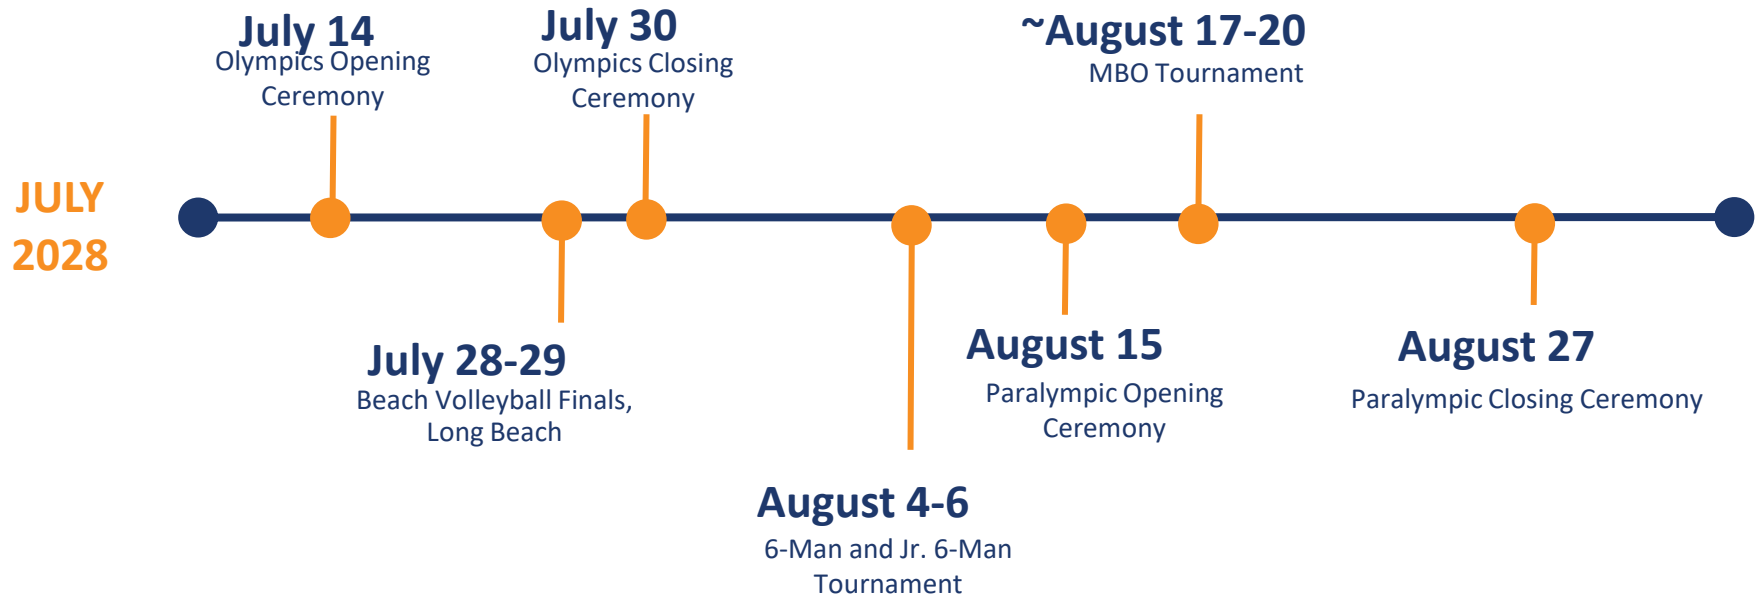 JULY
2028
July 14
Olympics Opening
Ceremony
July 28-29
Beach Volleyball Finals,
Long Beach
July 30
Olympics Closing
Ceremony
August 4-6
6-Man and Jr. 6-Man
Tournament
August 15
Paralympic Opening
Ceremony
~August 17-20
MBO Tournament
August 27
Paralympic Closing Ceremony